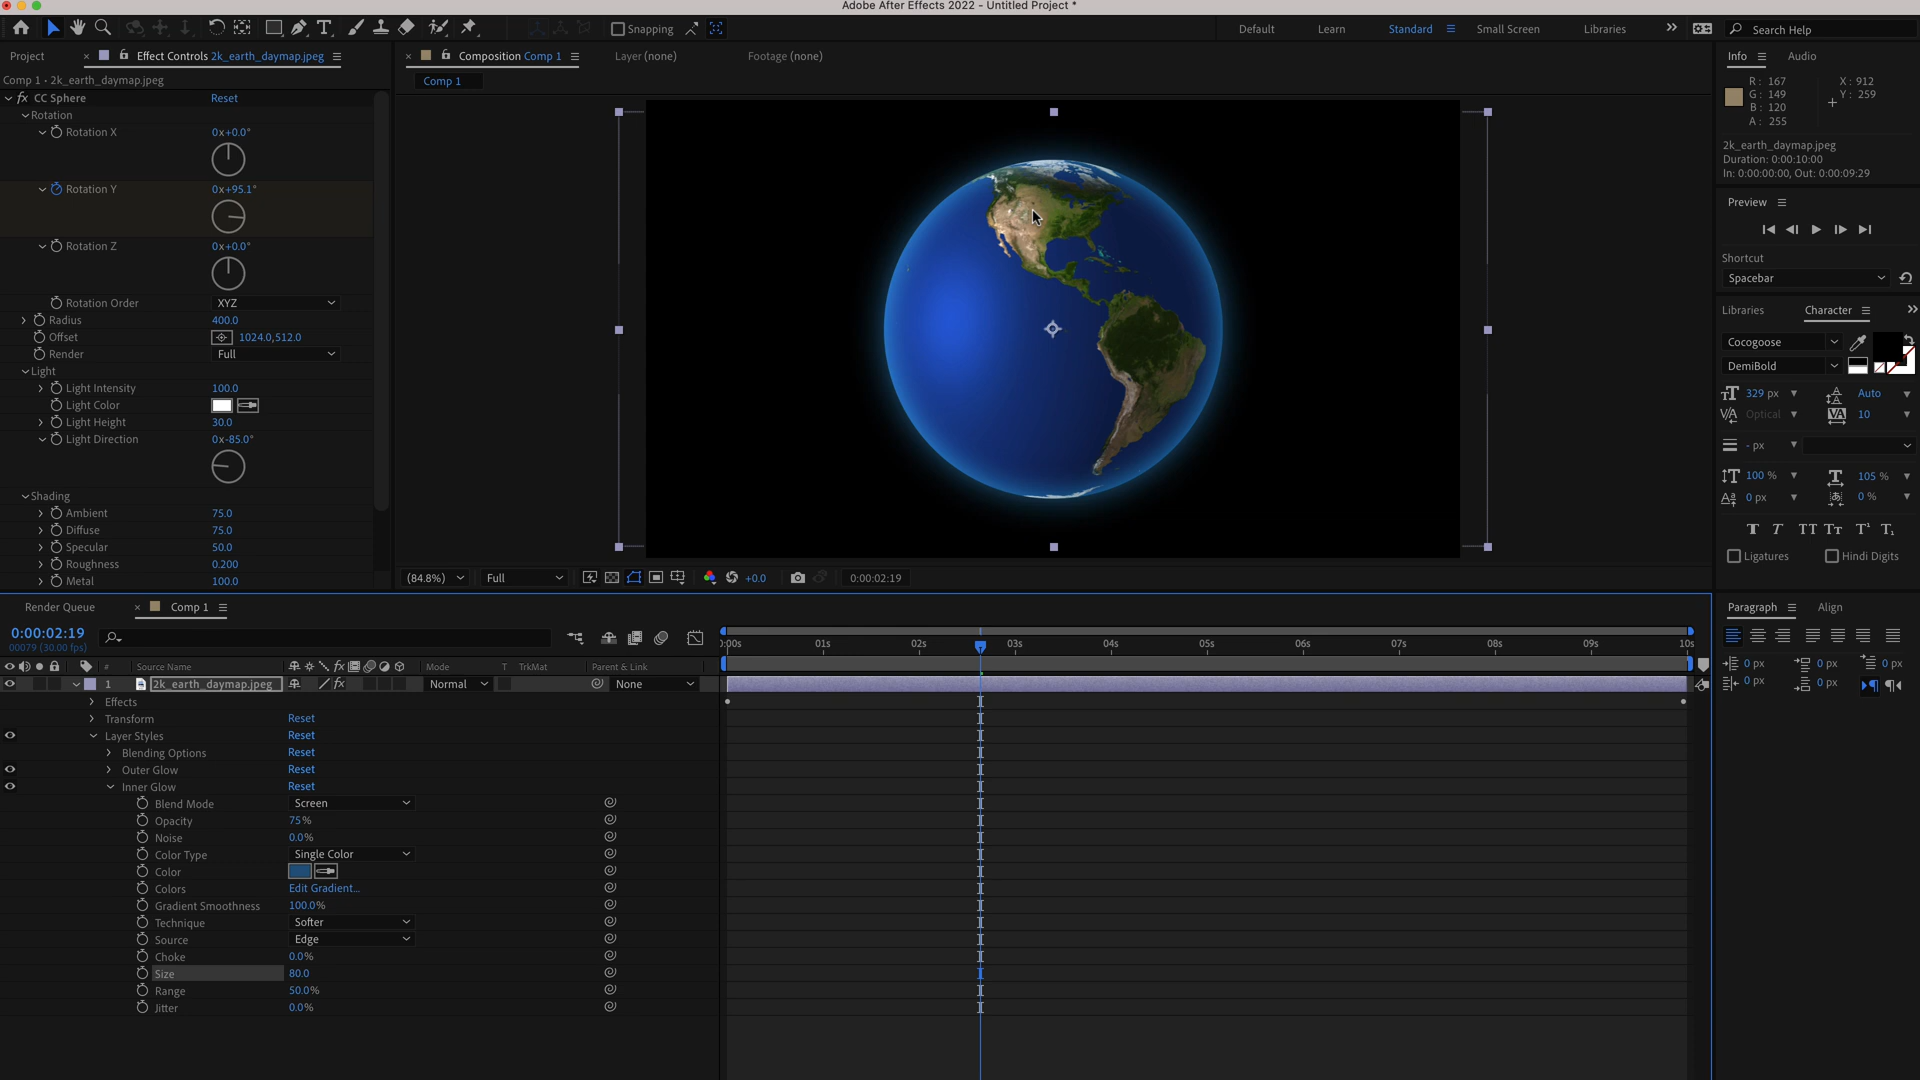 Adobe After Effects 2022 - Untitled Project *
Snapping
Default
Learn
Standard
Small Screen
Libraries
Search Help
Project
Effect Controls 2k_earth_daymap.jpeg
Comp 1 • 2k_earth_daymap.jpeg
fx CC Sphere Reset
Rotation
Rotation X 0x+0.0°
Rotation Y 0x+95.1°
Rotation Z 0x+0.0°
Rotation Order XYZ
Radius 400.0
Offset 1024.0,512.0
Render Full
Light
Light Intensity 100.0
Light Color
Light Height 30.0
Light Direction 0x-85.0°
Shading
Ambient 75.0
Diffuse 75.0
Specular 50.0
Roughness 0.200
Metal 100.0
Composition Comp 1
Layer (none)
Footage (none)
Comp 1
(84.8%)
Full
+0.0
0:00:02:19
Info
Audio
R: 167
G: 149
B: 120
A: 255
X: 912
Y: 259
2k_earth_daymap.jpeg
Duration: 0:00:10:00
In: 0:00:00:00, Out: 0:00:09:29
Preview
Shortcut
Spacebar
Libraries
Character
Cocogoose
DemiBold
329 px
Auto
Optical
10
- px
100 %
105 %
0 px
0 %
Ligatures
Hindi Digits
Paragraph
Align
0 px 0 px 0 px
0 px 0 px
Render Queue
Comp 1
0:00:02:19
00079 (30.00 fps)
# Source Name
Mode
T TrkMat
Parent & Link
:00s 01s 02s 03s 04s 05s 06s 07s 08s 09s 10s
1 2k_earth_daymap.jpeg
Normal
None
Effects
Transform Reset
Layer Styles Reset
Blending Options Reset
Outer Glow Reset
Inner Glow Reset
Blend Mode Screen
Opacity 75%
Noise 0.0%
Color Type Single Color
Color
Colors Edit Gradient...
Gradient Smoothness 100.0%
Technique Softer
Source Edge
Choke 0.0%
Size 80.0
Range 50.0%
Jitter 0.0%